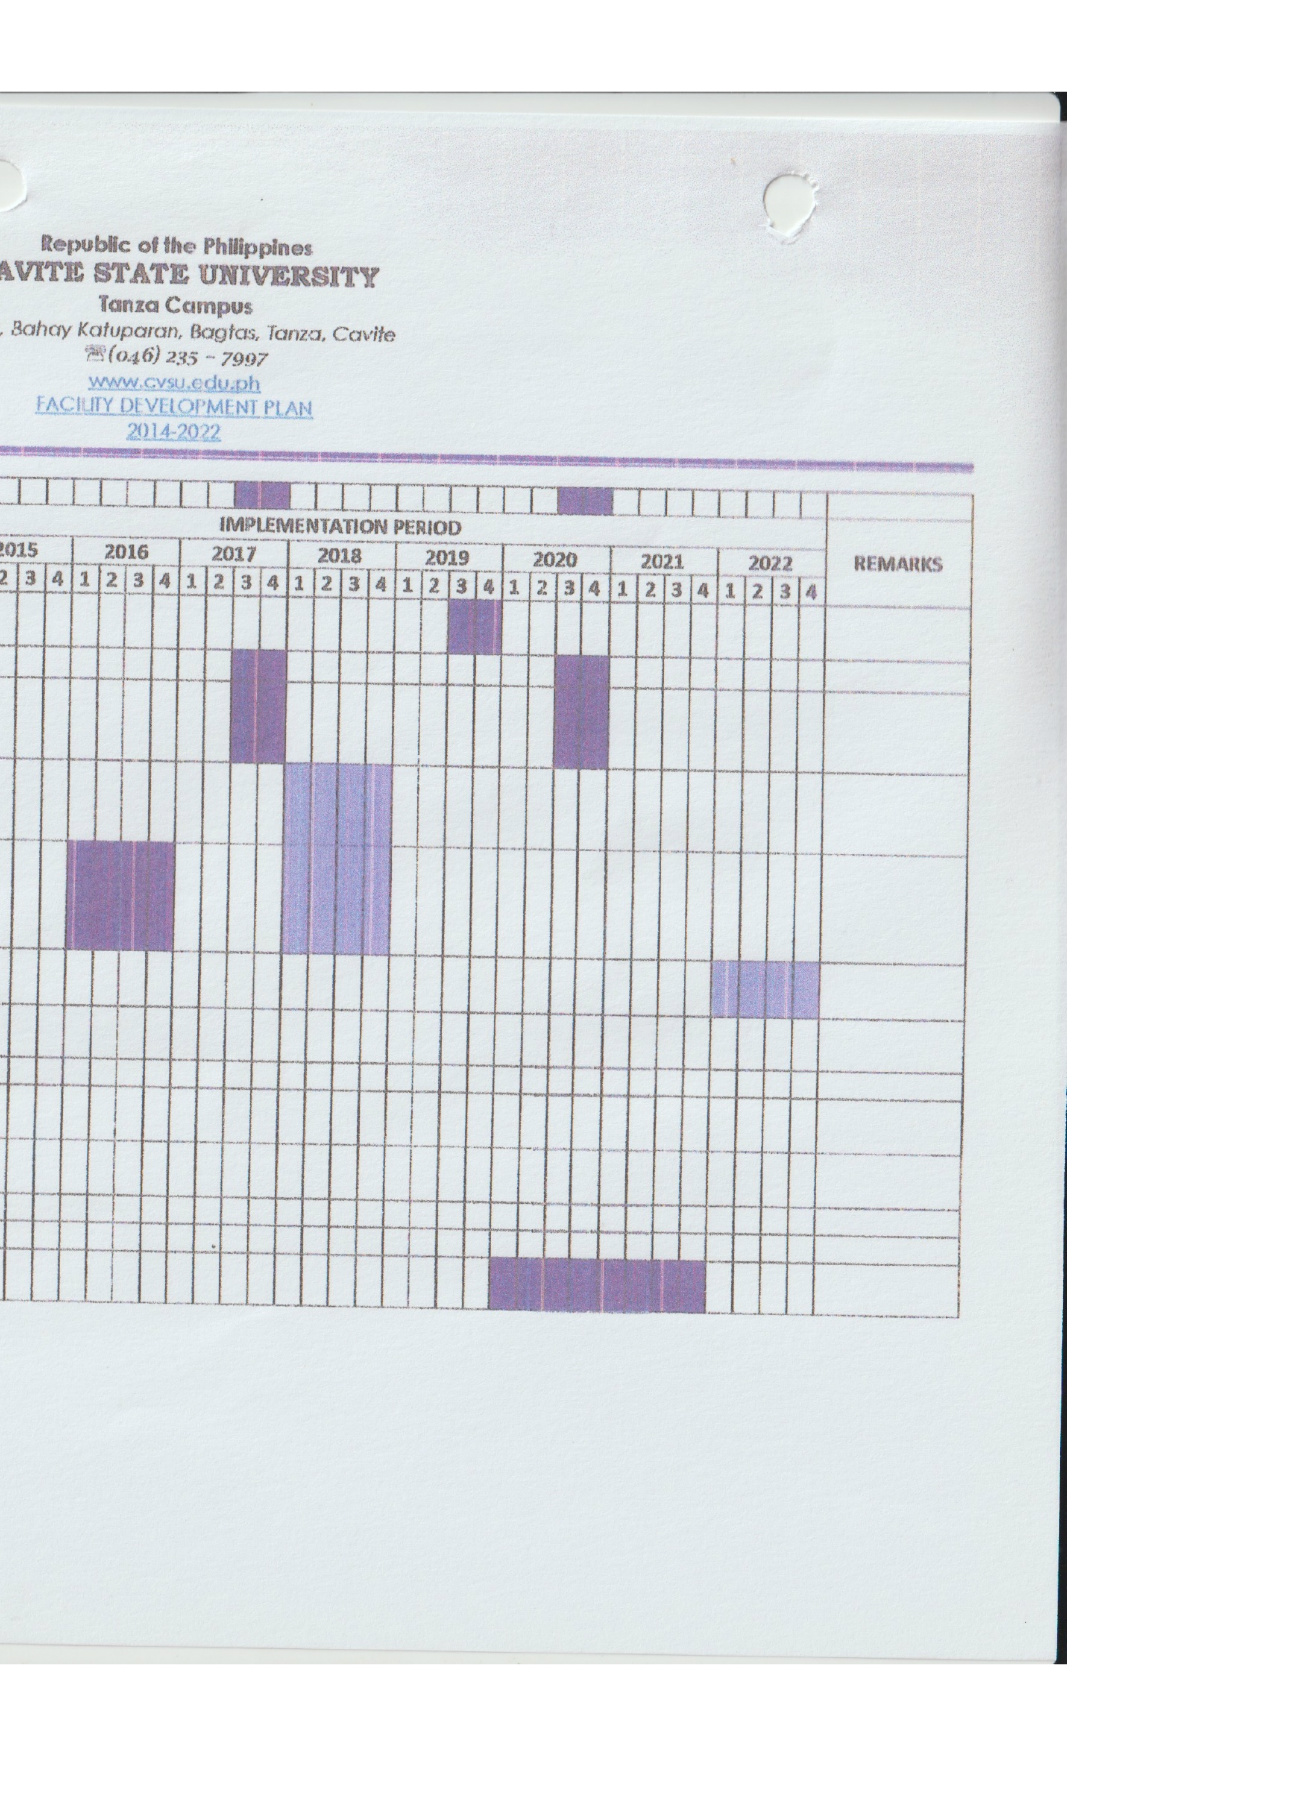 Republic of the Philippines
AVITE STATE UNIVERSITY
Tanza Campus
, Bahay Katuparan, Bagtas, Tanza, Cavite
☏(046) 235 – 7997
www.cvsu.edu.ph
FACILITY DEVELOPMENT PLAN
2014-2022
IMPLEMENTATION PERIOD
REMARKS
2015 2016 2017 2018 2019 2020 2021 2022
2 3 4 1 2 3 4 1 2 3 4 1 2 3 4 1 2 3 4 1 2 3 4 1 2 3 4 1 2 3 4